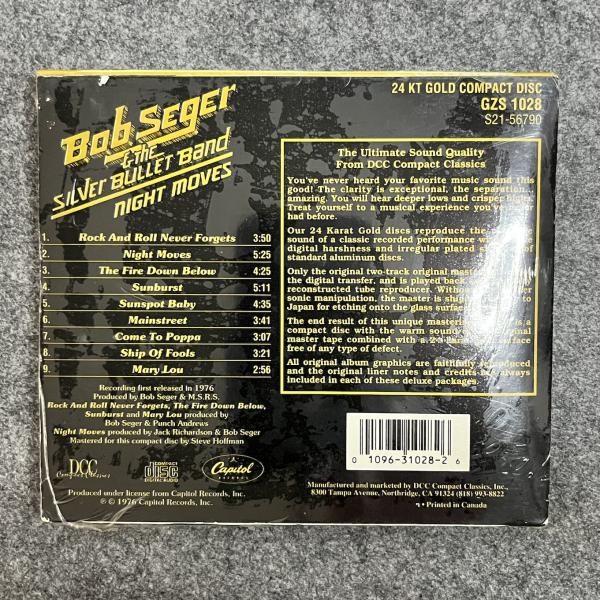 24 KT GOLD COMPACT DISC
GZS 1028
S21-56790
Bob Seger
& THE
SILVER BULLET BAND
NIGHT MOVES
1. Rock And Roll Never Forgets 3:50
2. Night Moves 5:25
3. The Fire Down Below 4:25
4. Sunburst 5:11
5. Sunspot Baby 4:35
6. Mainstreet 3:41
7. Come To Poppa 3:07
8. Ship Of Fools 3:21
9. Mary Lou 2:56
Recording first released in 1976
Produced by Bob Seger & M.S.R.S.
Rock And Roll Never Forgets, The Fire Down Below,
Sunburst and Mary Lou produced by
Bob Seger & Punch Andrews
Night Moves produced by Jack Richardson & Bob Seger
Mastered for this compact disc by Steve Hoffman
DCC
Compact Classics
COMPACT
disc
DIGITAL AUDIO
Capitol
RECORDS
Produced under license from Capitol Records, Inc.
℗ © 1976 Capitol Records, Inc.
The Ultimate Sound Quality
From DCC Compact Classics
You've never heard your favorite music sound this
good! The clarity is exceptional, the separation...
amazing. You will hear deeper lows and crisper
Treat yourself to a musical experience you've
had before.
Our 24 Karat Gold discs reproduce the
sound of a classic recorded performance
digital harshness and irregular plated
standard aluminum discs.
Only the original two-track original
the digital transfer, and is played back
reconstructed tube reproducer. Without
sonic manipulation, the master is shipped to
Japan for etching onto the glass
The end result of this unique mastering is a
compact disc with the warm sound
master tape combined with a 24 free
of any type of defect.
All original album graphics are faithfully reproduced
and the original liner notes and credits are always
included in each of these deluxe packages.
0 1096-31028-2 6
Manufactured and marketed by DCC Compact Classics, Inc.,
8300 Tampa Avenue, Northridge, CA 91324 (818) 993-8822
• Printed in Canada